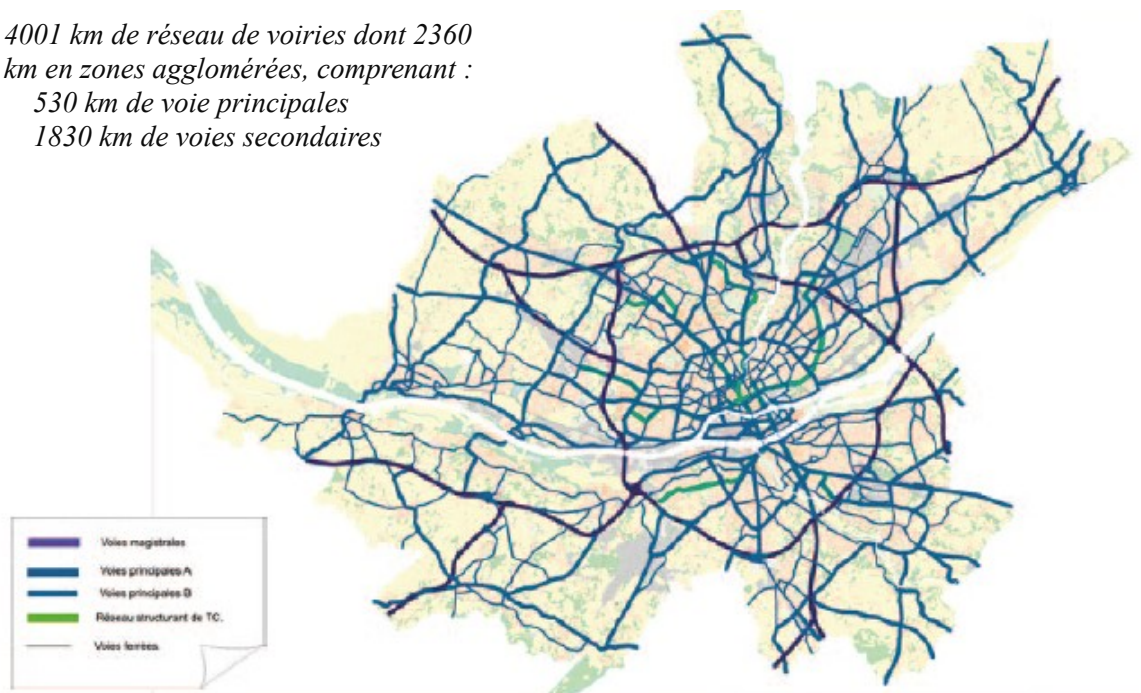 4001 km de réseau de voiries dont 2360
km en zones agglomérées, comprenant :
530 km de voie principales
1830 km de voies secondaires
Voies magistrales
Voies principales A
Voies principales B
Réseau structurant de TC.
Voies ferrées